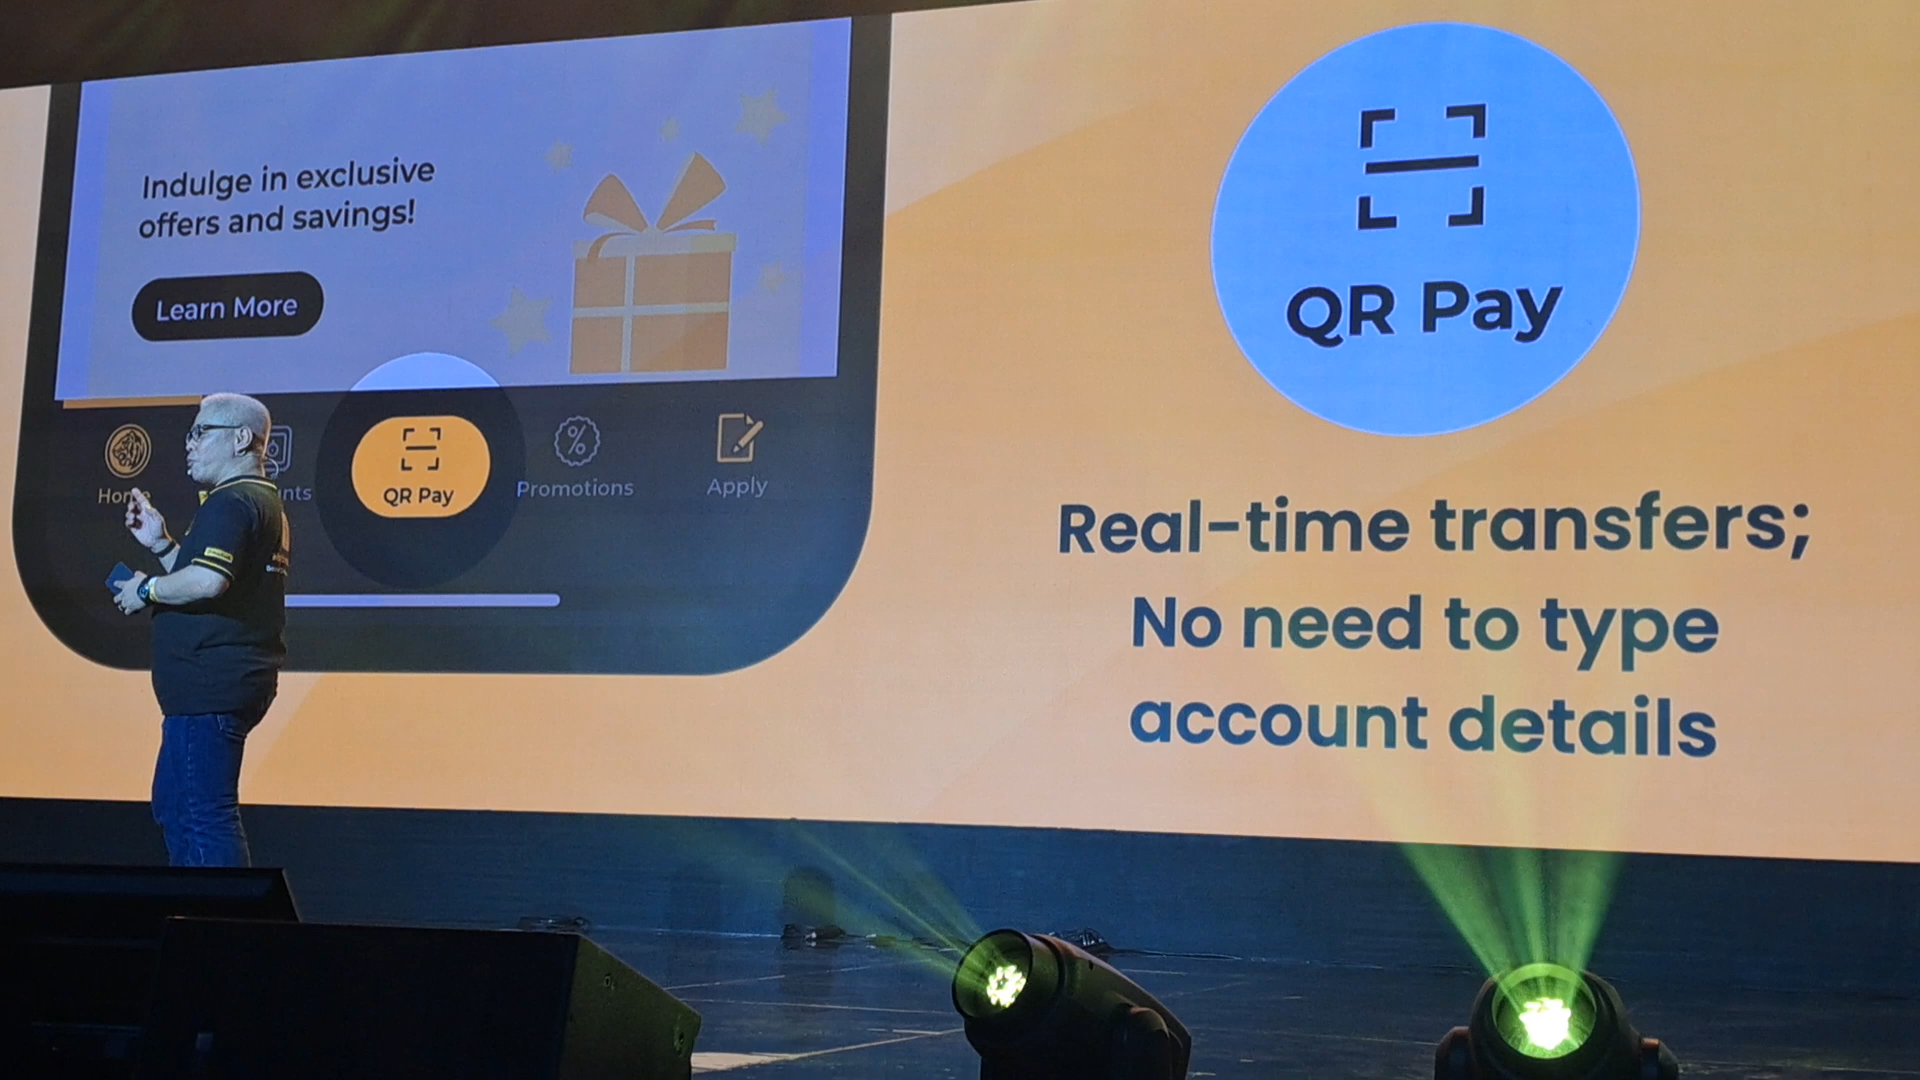 Indulge in exclusive
offers and savings!
Learn More
Home
QR Pay
Promotions
Apply
QR Pay
Real-time transfers;
No need to type
account details